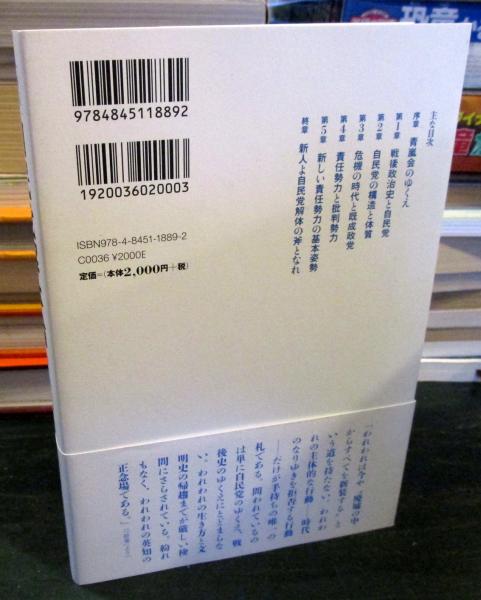 9784845118892
1920036020003
ISBN978-4-8451-1889-2
C0036 ¥2000E
定価=(本体2,000円+税)
主な目次
序章 青嵐会のゆくえ
第1章 戦後政治史と自民党
第2章 自民党の構造と体質
第3章 危機の時代と既成政党
第4章 責任勢力と批判勢力
第5章 新しい責任勢力の基本姿勢
終章 新人よ自民党解体の斧となれ
「われわれは今や、廃墟の中
からすべてを新装する、と
いう道を持たない。われわ
れの主体的な行動――時代
のなりゆきを拒否する行動
――だけが手持ちの唯一の
札である。問われているの
は単に自民党のゆくえ、戦
後史のゆくえにとどまらな
い。われわれの生き方と文
明史の帰趨までが厳しい検
問にさらされている。紛れ
もなく、われわれの英知の
正念場である。」
恐竜